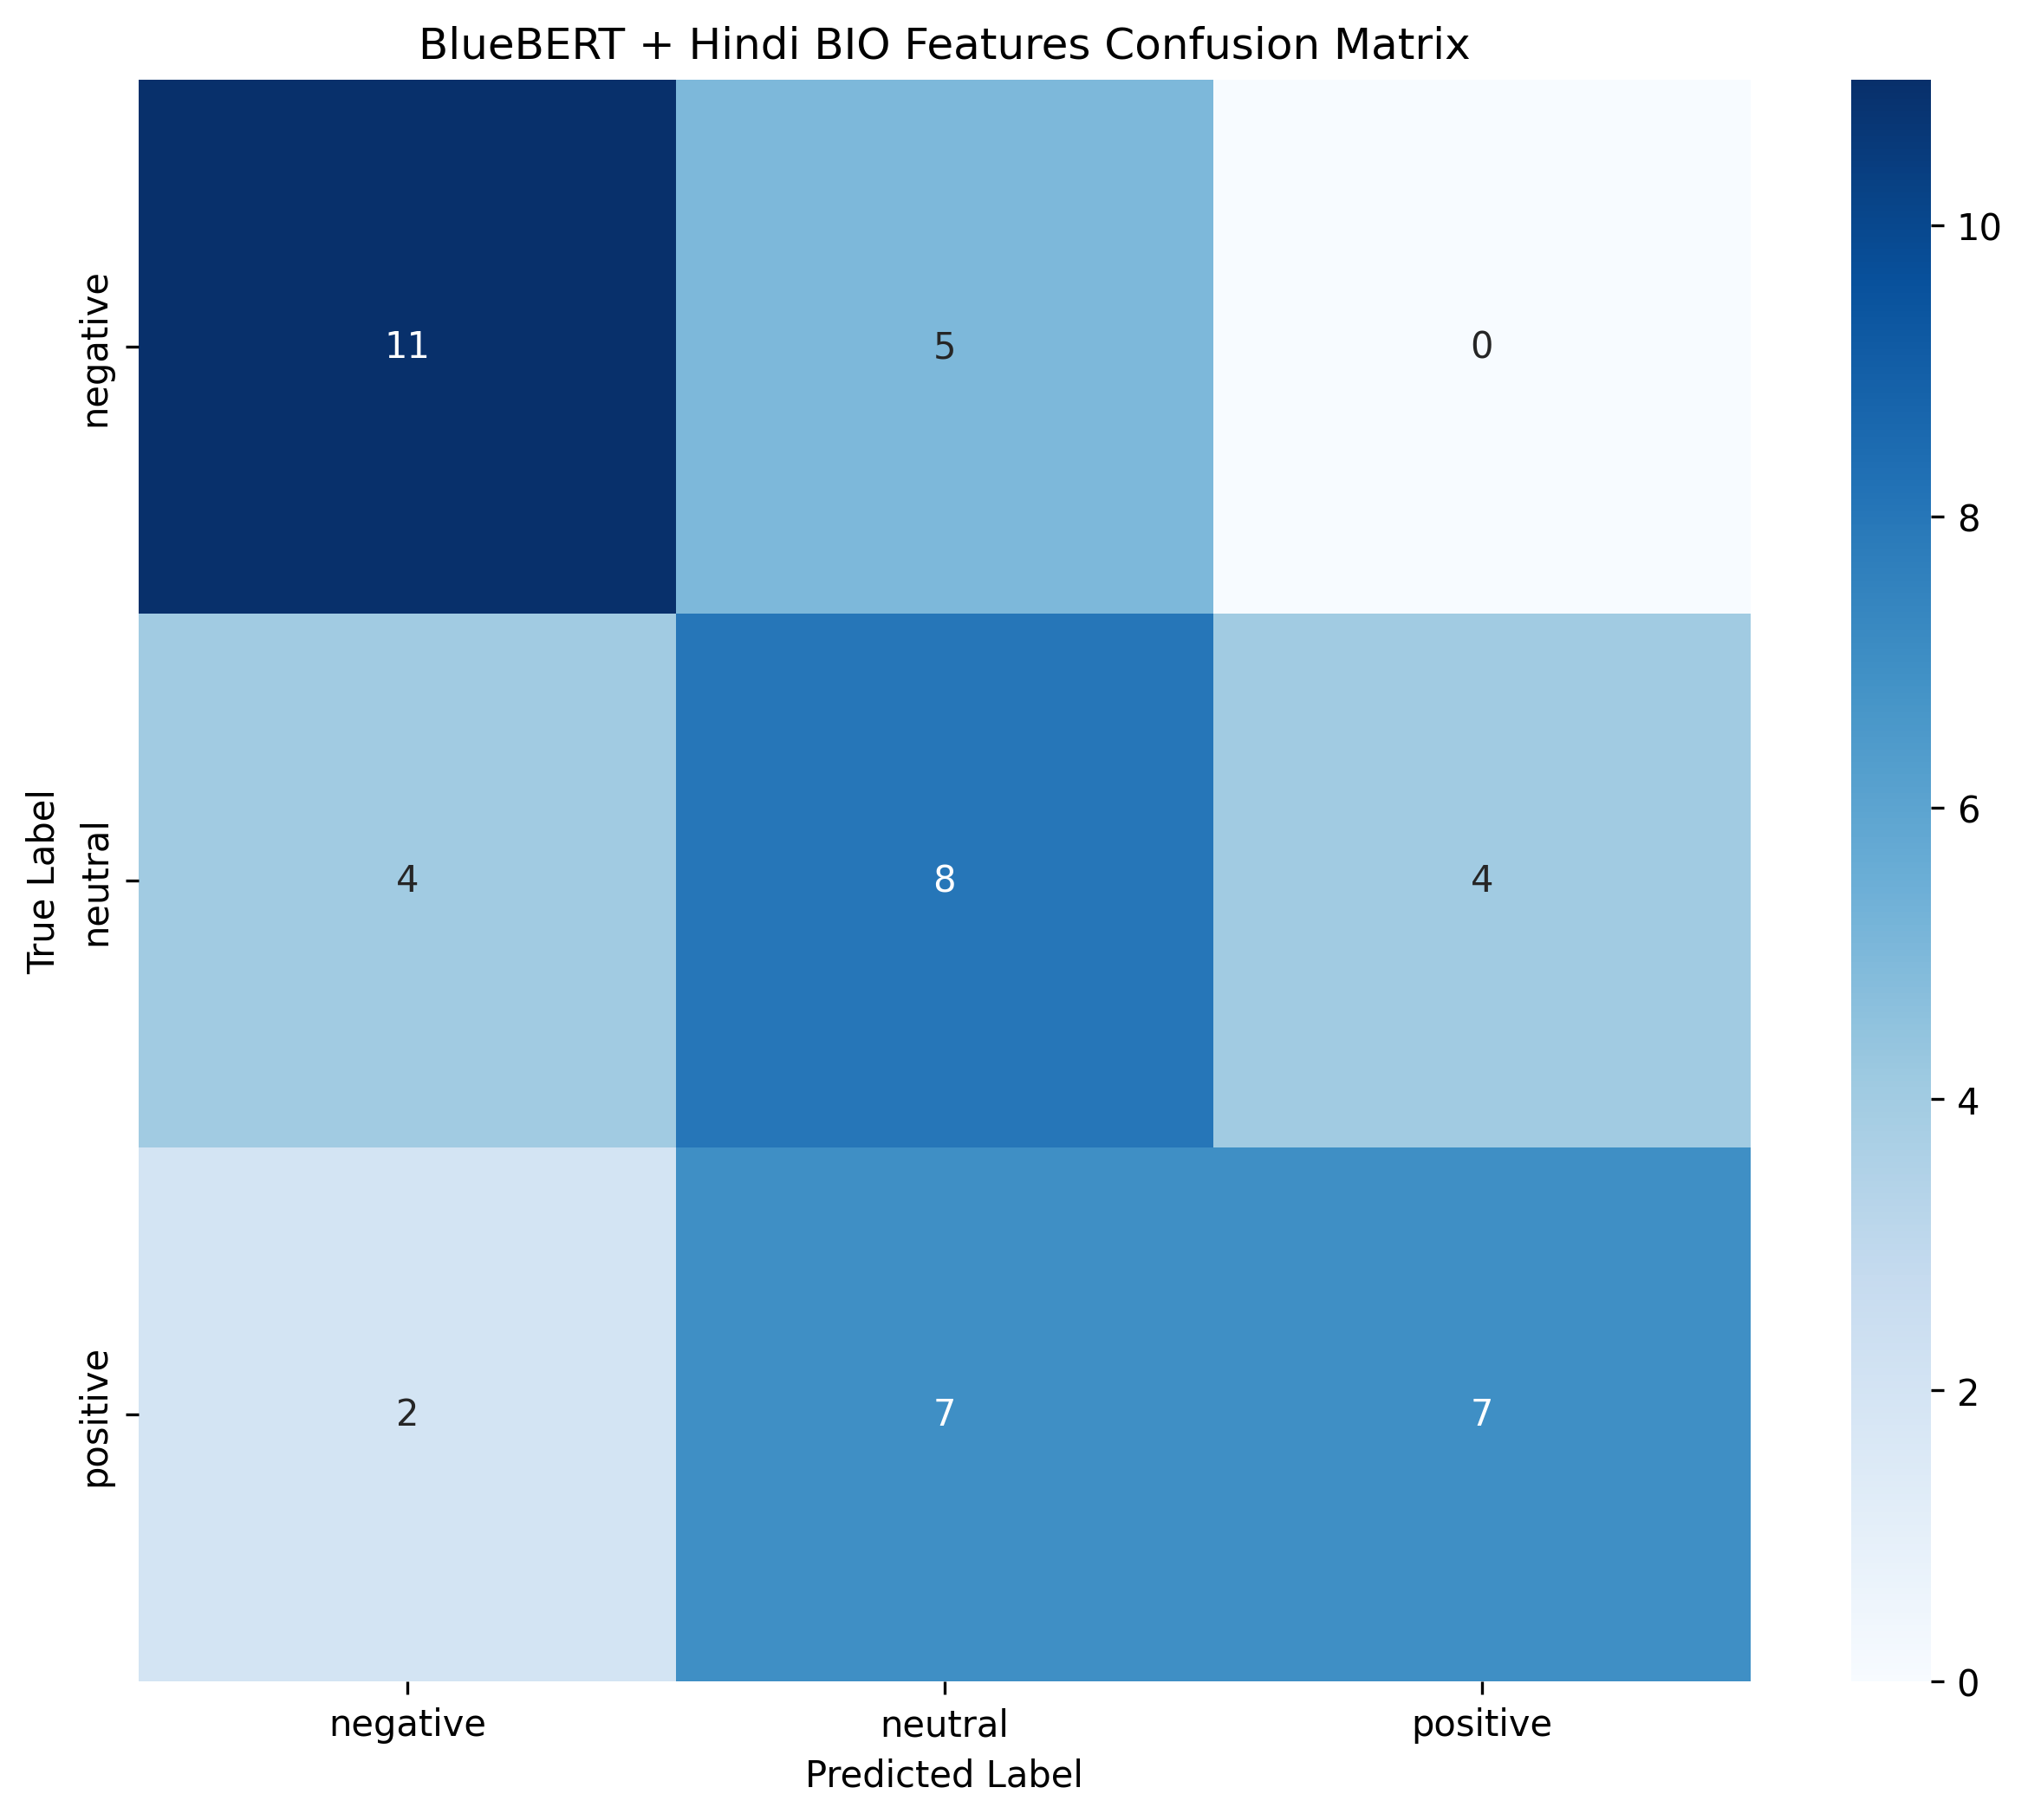 BlueBERT + Hindi BIO Features Confusion Matrix
True Label
negative
11 5 0
neutral
4 8 4
positive
2 7 7
negative neutral positive
Predicted Label
10
8
6
4
2
0